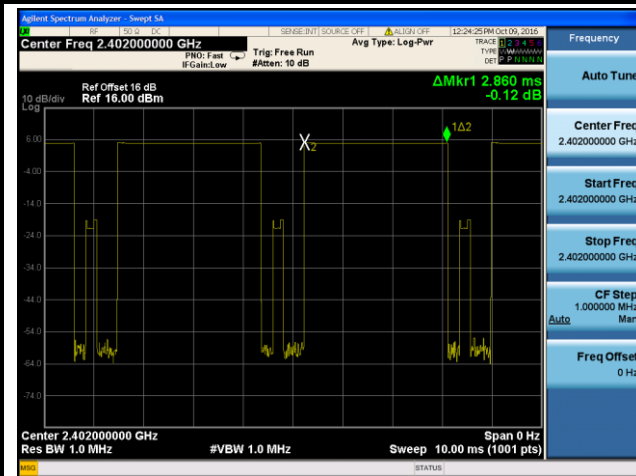 Agilent Spectrum Analyzer - Swept SA
RF 50 Ω DC SENSE:INT SOURCE OFF ALIGN OFF 12:24:25 PM Oct 09, 2016
Center Freq 2.402000000 GHz
PNO: Fast
IFGain:Low
Trig: Free Run
#Atten: 10 dB
Avg Type: Log-Pwr
TRACE 1 2 3 4 5 6
TYPE
DET P P N N N N
Frequency
ΔMkr1 2.860 ms
-0.12 dB
Ref Offset 16 dB
Ref 16.00 dBm
10 dB/div
Log
6.00
-4.00
-14.0
-24.0
-34.0
-44.0
-54.0
-64.0
-74.0
X2
1Δ2
Center 2.402000000 GHz
Res BW 1.0 MHz
#VBW 1.0 MHz
Span 0 Hz
Sweep 10.00 ms (1001 pts)
MSG
STATUS
Auto Tune
Center Freq
2.402000000 GHz
Start Freq
2.402000000 GHz
Stop Freq
2.402000000 GHz
CF Step
1.000000 MHz
Auto Man
Freq Offset
0 Hz